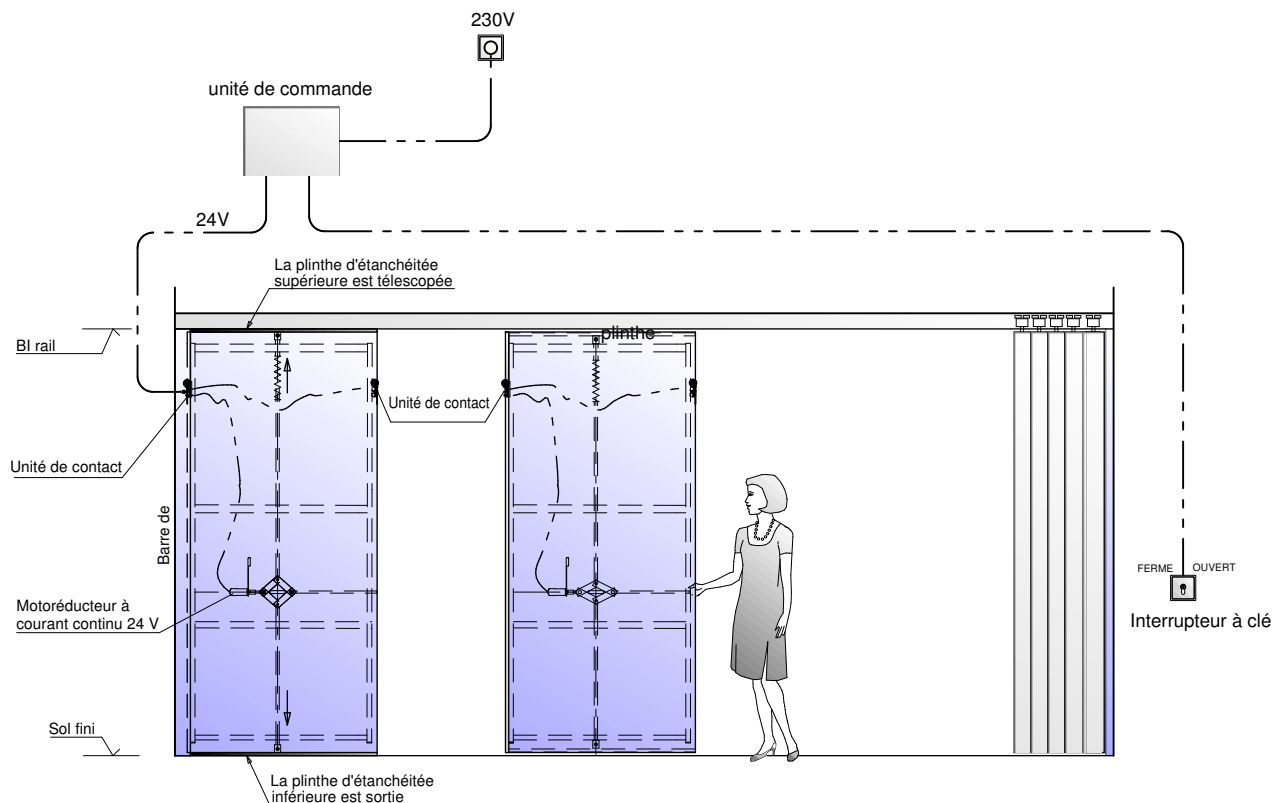 230V
unité de commande
24V
La plinthe d'étanchéitée
supérieure est télescopée
plinthe
BI rail
Unité de contact
Unité de contact
Barre de
FERME
OUVERT
Motoréducteur à
courant continu 24 V
Interrupteur à clé
Sol fini
La plinthe d'étanchéitée
inférieure est sortie